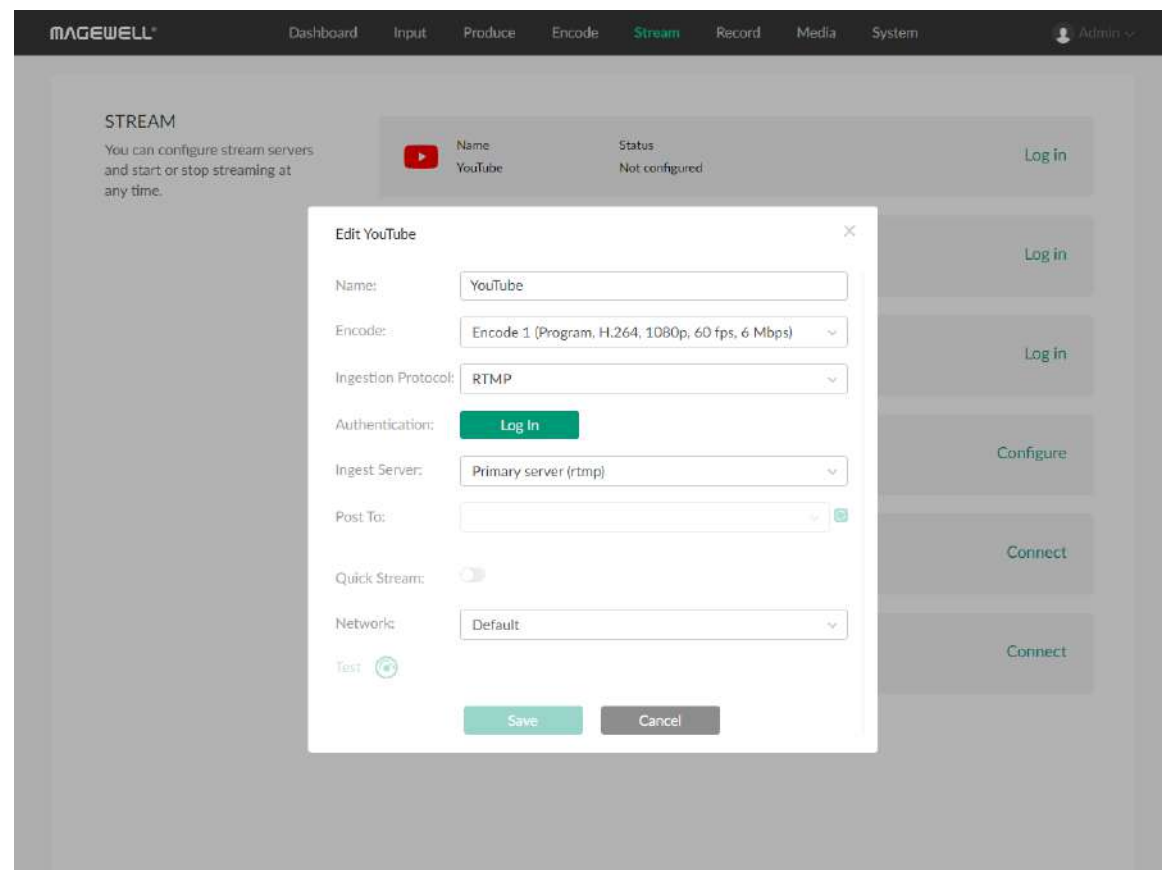 MAGEWELL®
Dashboard Input Produce Encode Stream Record Media System Admin
STREAM
You can configure stream servers
and start or stop streaming at
any time.
Name Status
YouTube Not configured
Log in
Edit YouTube
Log in
Name: YouTube
Encode: Encode 1 (Program, H.264, 1080p, 60 fps, 6 Mbps)
Log in
Ingestion Protocol: RTMP
Authentication: Log In
Configure
Ingest Server: Primary server (rtmp)
Post To:
Connect
Quick Stream:
Network: Default
Connect
Test
Save Cancel